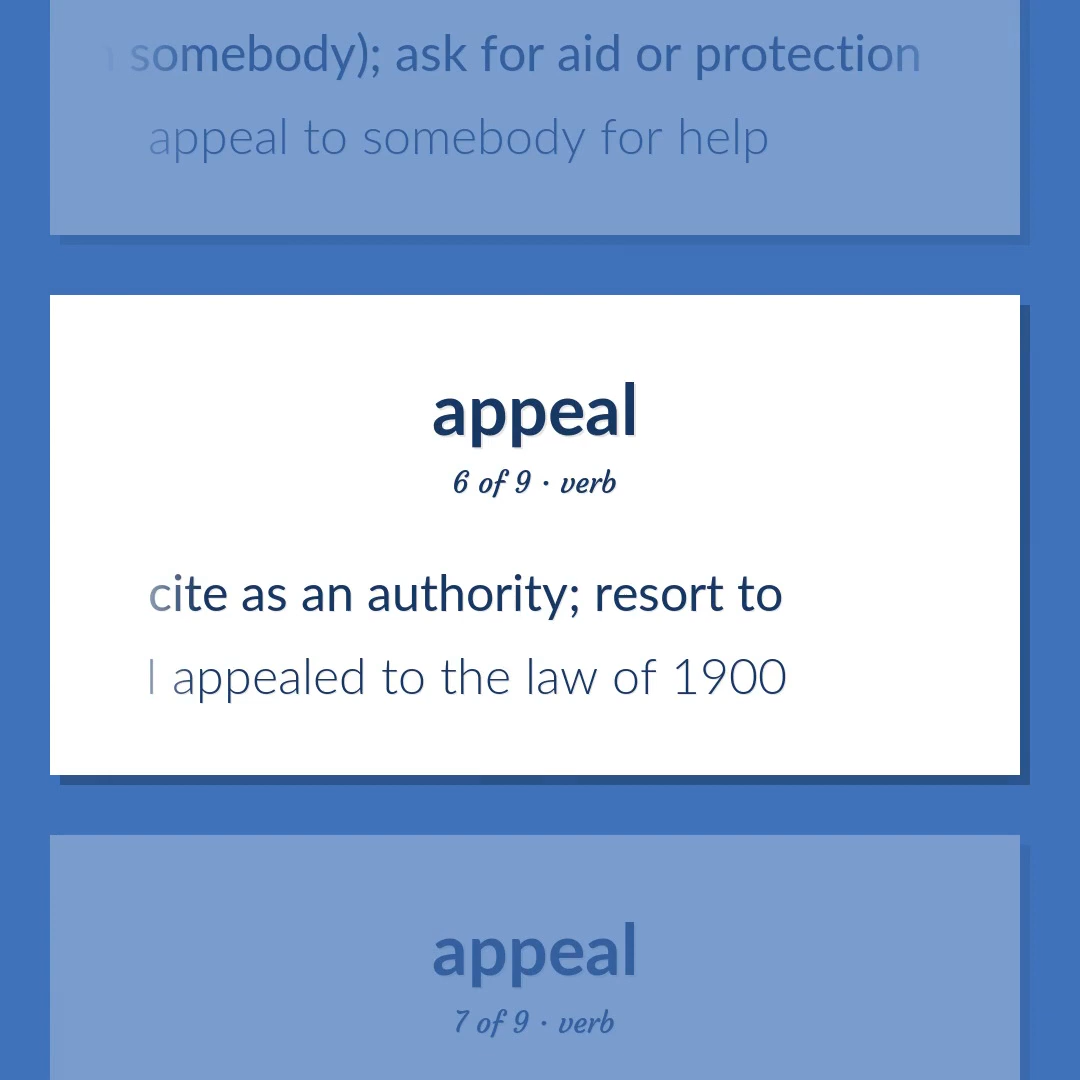 somebody); ask for aid or protection
appeal to somebody for help
appeal
6 of 9 · verb
cite as an authority; resort to
I appealed to the law of 1900
appeal
7 of 9 · verb